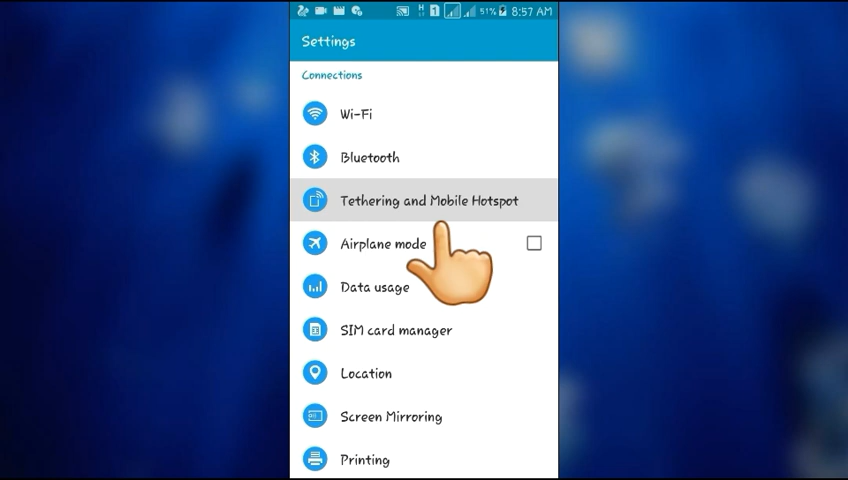 1 51% 8:57 AM
Settings
Connections
Wi-Fi
Bluetooth
Tethering and Mobile Hotspot
Airplane mode
Data usage
SIM card manager
Location
Screen Mirroring
Printing